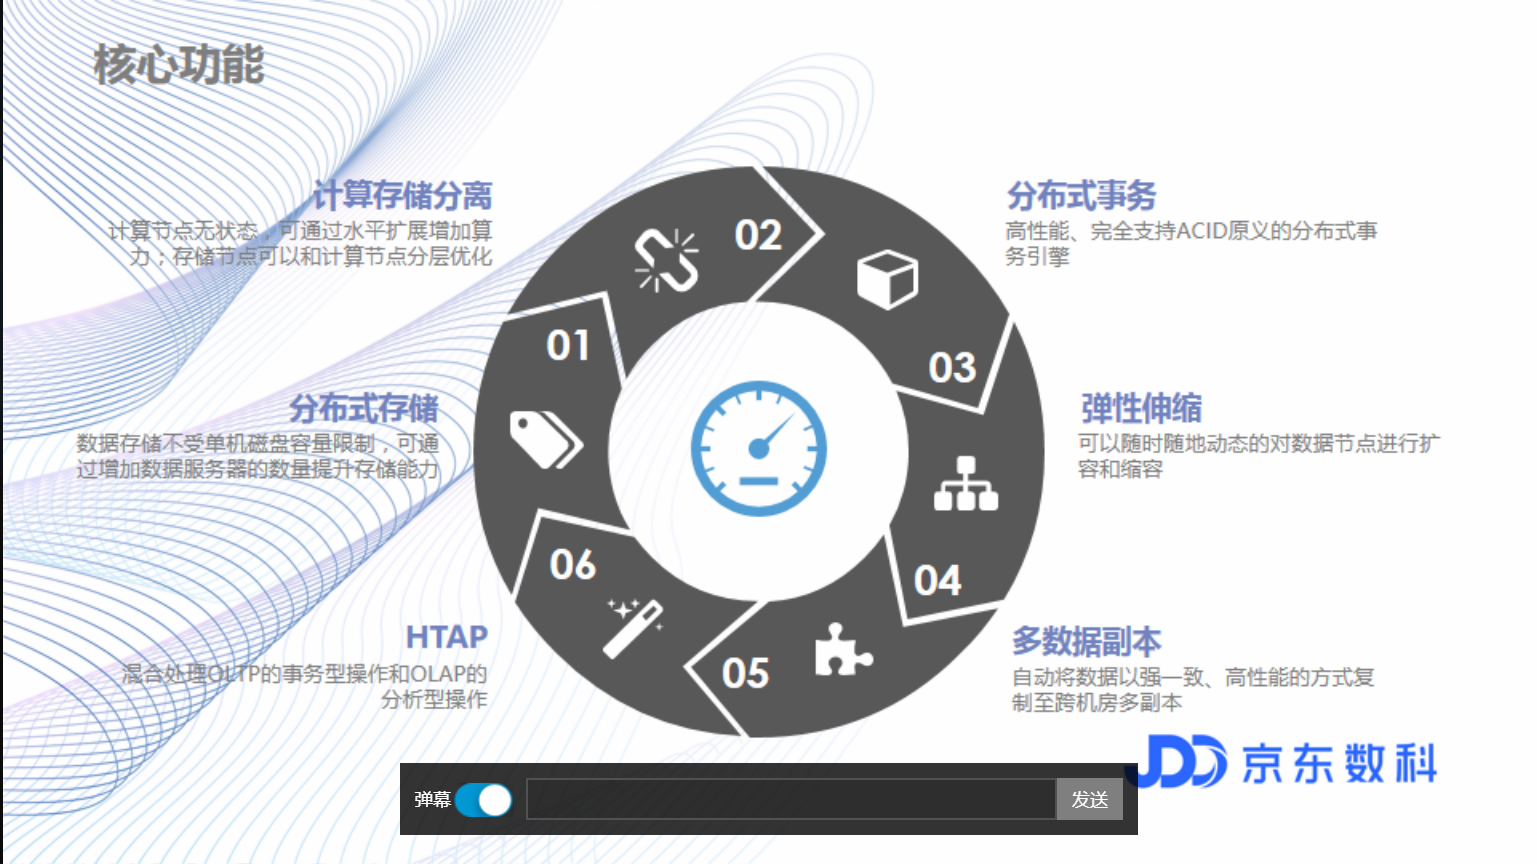 核心功能
计算存储分离
计算节点无状态，可通过水平扩展增加算
力；存储节点可以和计算节点分层优化
分布式存储
数据存储不受单机磁盘容量限制，可通
过增加数据服务器的数量提升存储能力
HTAP
混合处理OLTP的事务型操作和OLAP的
分析型操作
01
02
03
04
05
06
分布式事务
高性能、完全支持ACID原义的分布式事
务引擎
弹性伸缩
可以随时随地动态的对数据节点进行扩
容和缩容
多数据副本
自动将数据以强一致、高性能的方式复
制至跨机房多副本
JDD 京东数科
弹幕
发送